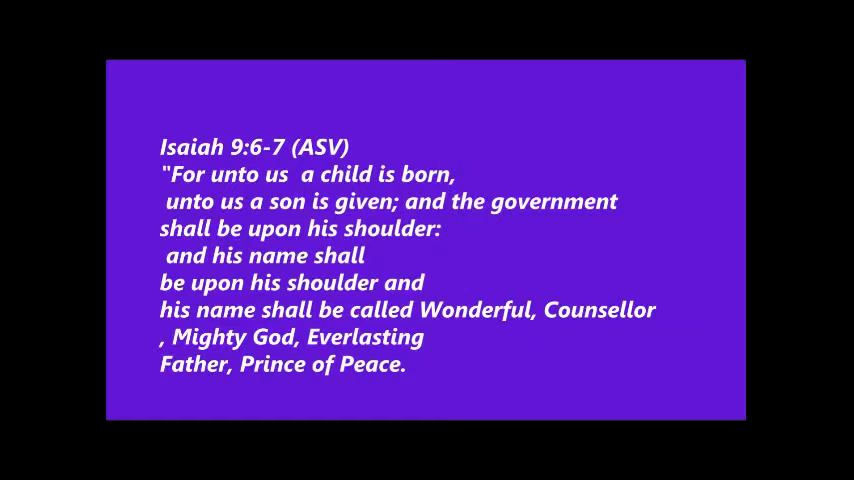 Isaiah 9:6-7 (ASV)
"For unto us  a child is born,
unto us a son is given; and the government
shall be upon his shoulder:
and his name shall
be upon his shoulder and
his name shall be called Wonderful, Counsellor
, Mighty God, Everlasting
Father, Prince of Peace.